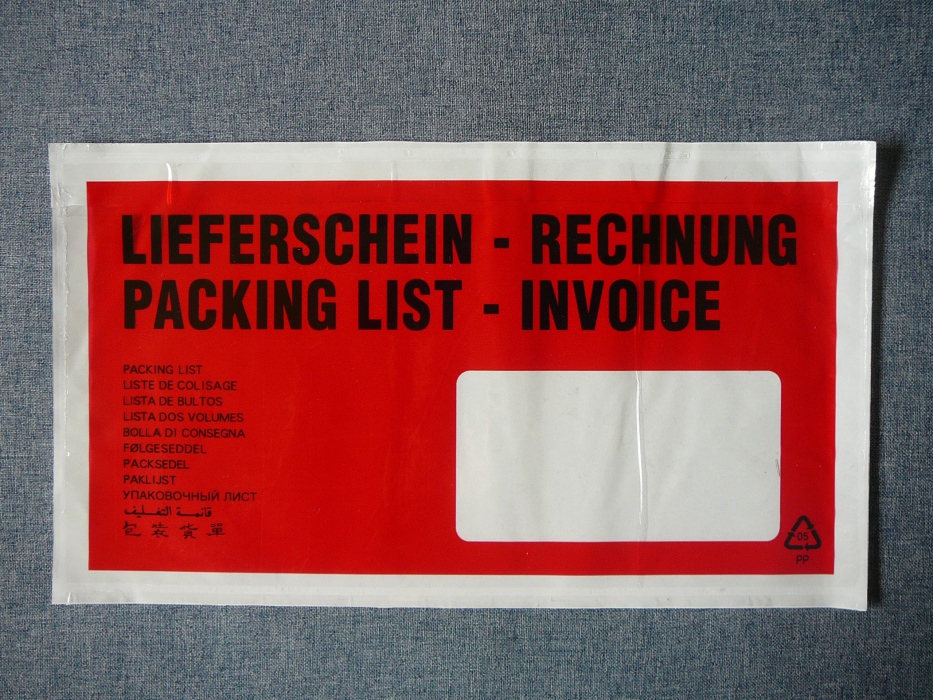 LIEFERSCHEIN - RECHNUNG
PACKING LIST - INVOICE
PACKING LIST
LISTE DE COLISAGE
LISTA DE BULTOS
LISTA DOS VOLUMES
BOLLA DI CONSEGNA
FØLGESEDDEL
PACKSEDEL
PAKLIJST
УПАКОВОЧНЫЙ ЛИСТ
قائمة التغليف
包装貨單
05
PP